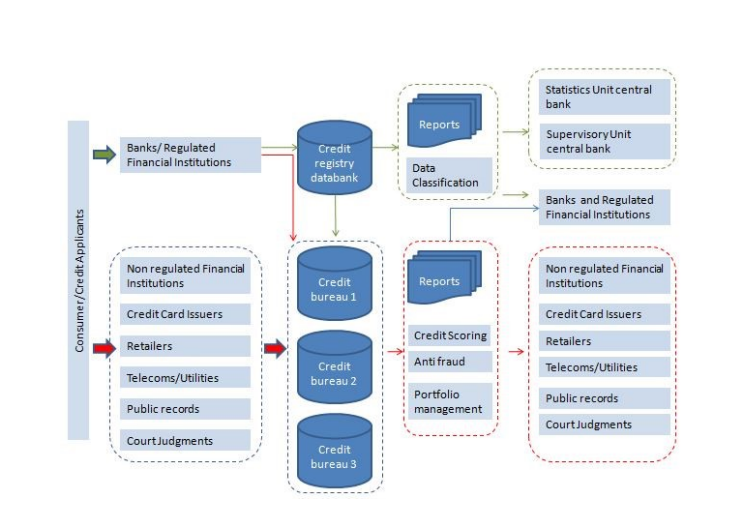 Consumer/Credit Applicants
Banks/ Regulated
Financial Institutions
Credit
registry
databank
Reports
Data
Classification
Statistics Unit central
bank
Supervisory Unit
central bank
Banks and Regulated
Financial Institutions
Non regulated Financial
Institutions
Credit Card Issuers
Retailers
Telecoms/Utilities
Public records
Court Judgments
Credit
bureau 1
Credit
bureau 2
Credit
bureau 3
Reports
Credit Scoring
Anti fraud
Portfolio
management
Non regulated Financial
Institutions
Credit Card Issuers
Retailers
Telecoms/Utilities
Public records
Court Judgments